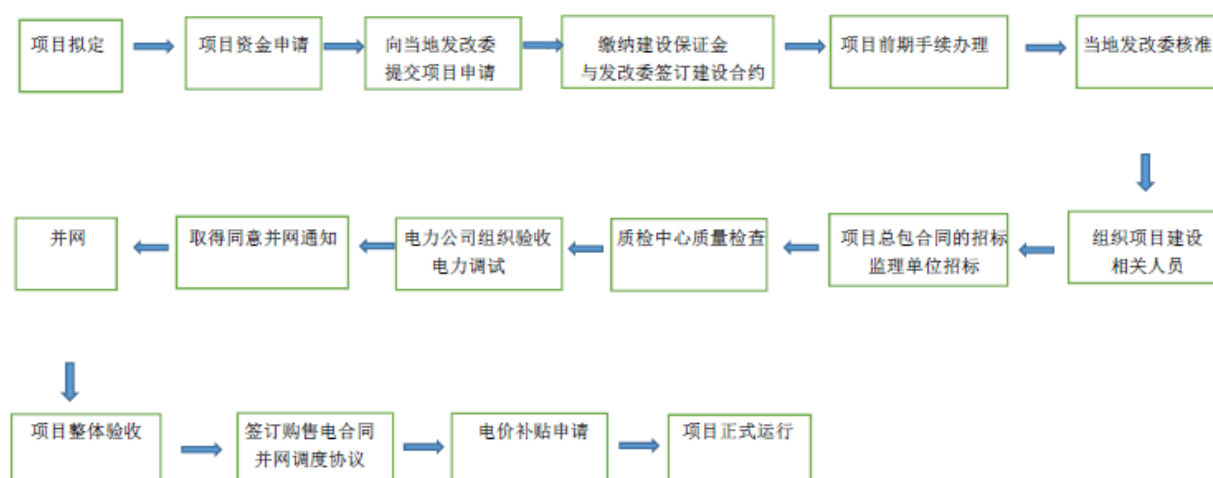 项目拟定
项目资金申请
向当地发改委
提交项目申请
缴纳建设保证金
与发改委签订建设合约
项目前期手续办理
当地发改委核准
组织项目建设
相关人员
项目总包合同的招标
监理单位招标
质检中心质量检查
电力公司组织验收
电力调试
取得同意并网通知
并网
项目整体验收
签订购售电合同
并网调度协议
电价补贴申请
项目正式运行